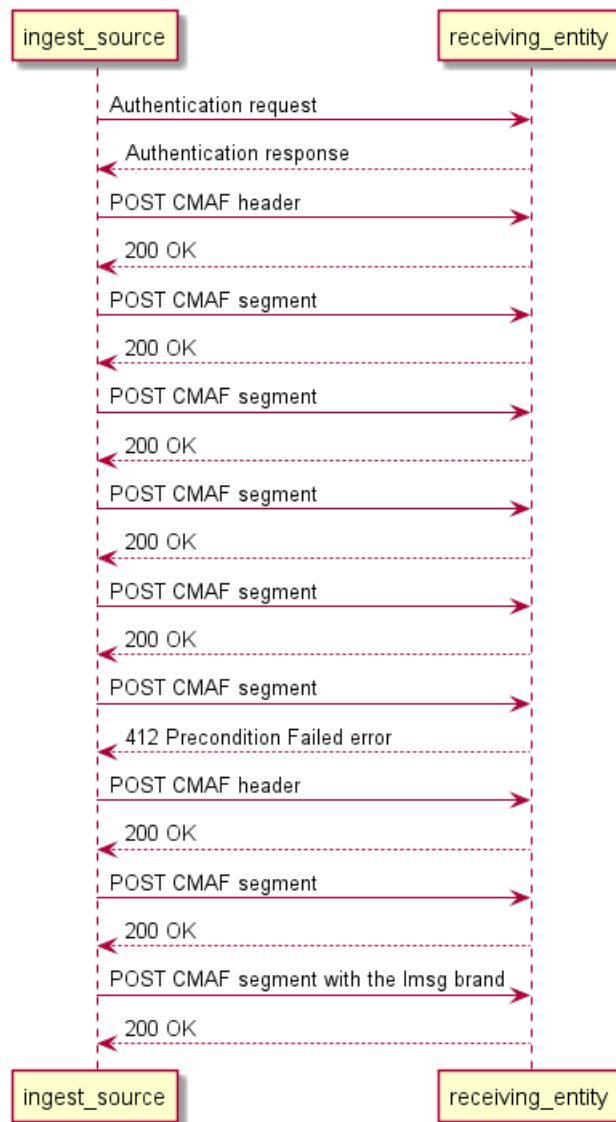 ingest_source receiving_entity
Authentication request
Authentication response
POST CMAF header
200 OK
POST CMAF segment
200 OK
POST CMAF segment
200 OK
POST CMAF segment
200 OK
POST CMAF segment
200 OK
POST CMAF segment
412 Precondition Failed error
POST CMAF header
200 OK
POST CMAF segment
200 OK
POST CMAF segment with the lmsg brand
200 OK
ingest_source receiving_entity